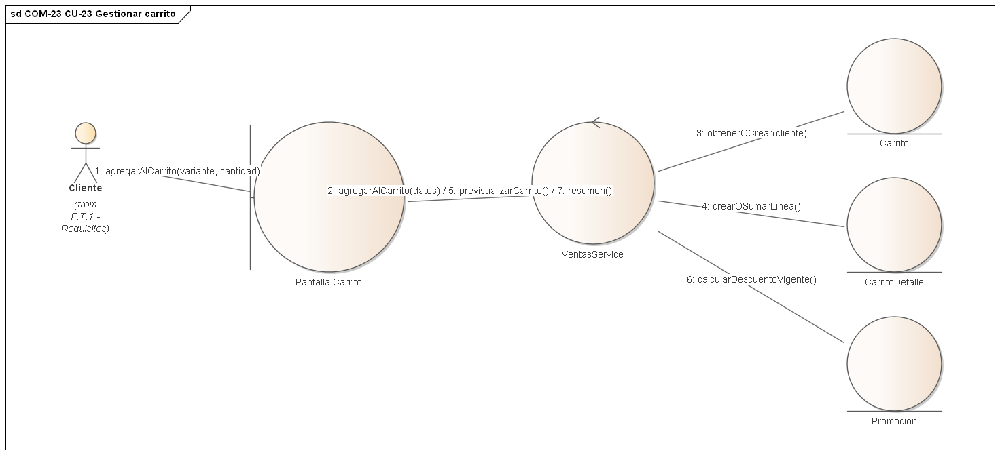 sd COM-23 CU-23 Gestionar carrito
1: agregarAlCarrito(variante, cantidad)
Cliente
(from
F.T.1 -
Requisitos)
Pantalla Carrito
2: agregarAlCarrito(datos) / 5: previsualizarCarrito() / 7: resumen()
VentasService
3: obtenerOCrear(cliente)
Carrito
4: crearOSumarLinea()
CarritoDetalle
6: calcularDescuentoVigente()
Promocion